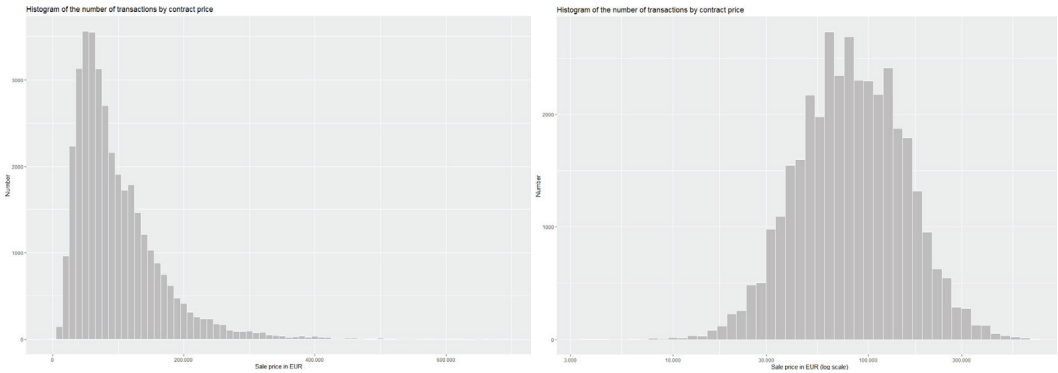 Histogram of the number of transactions by contract price
Number
3000
2000
1000
0
0
200,000
400,000
600,000
Sale price in EUR
Histogram of the number of transactions by contract price
Number
2000
1000
0
3,000
10,000
30,000
100,000
300,000
Sale price in EUR (log scale)